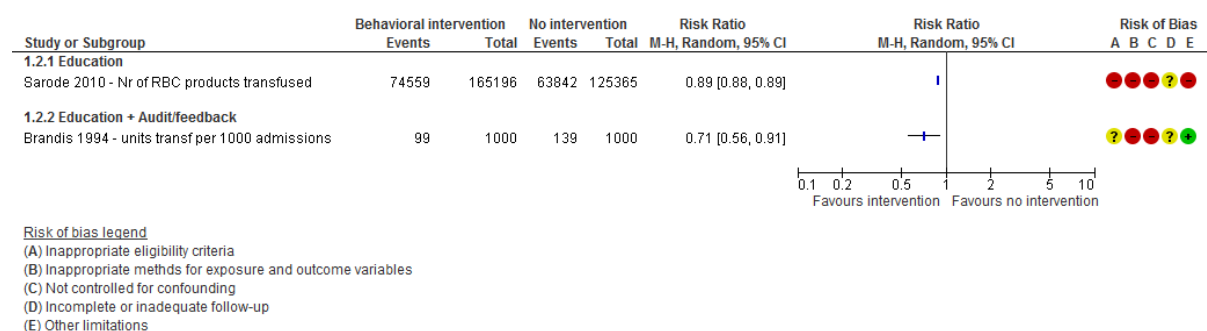 Behavioral intervention No intervention Risk Ratio Risk Ratio Risk of Bias
Study or Subgroup Events Total Events Total M-H, Random, 95% CI M-H, Random, 95% CI A B C D E
1.2.1 Education
Sarode 2010 - Nr of RBC products transfused 74559 165196 63842 125365 0.89 [0.88, 0.89] - - - ? -
1.2.2 Education + Audit/feedback
Brandis 1994 - units transf per 1000 admissions 99 1000 139 1000 0.71 [0.56, 0.91] ? - - ? +
0.1 0.2 0.5 1 2 5 10
Favours intervention Favours no intervention
Risk of bias legend
(A) Inappropriate eligibility criteria
(B) Inappropriate methds for exposure and outcome variables
(C) Not controlled for confounding
(D) Incomplete or inadequate follow-up
(E) Other limitations